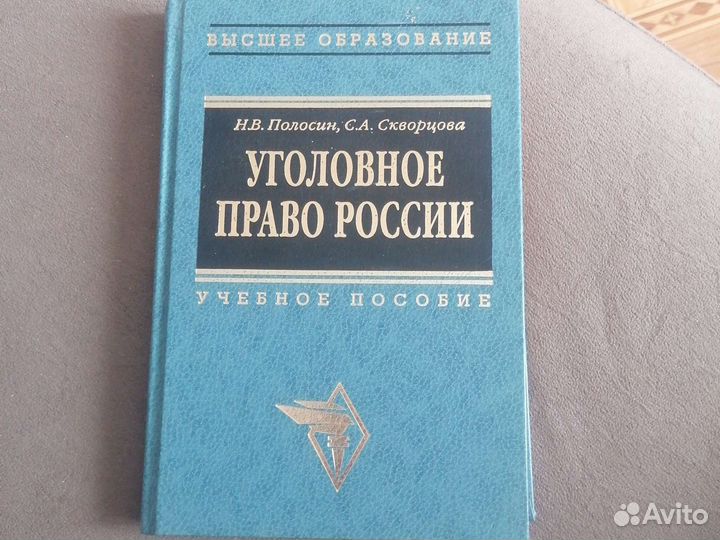 ВЫСШЕЕ ОБРАЗОВАНИЕ
Н.В. Полосин, С.А. Скворцова
УГОЛОВНОЕ
ПРАВО РОССИИ
УЧЕБНОЕ ПОСОБИЕ
Avito